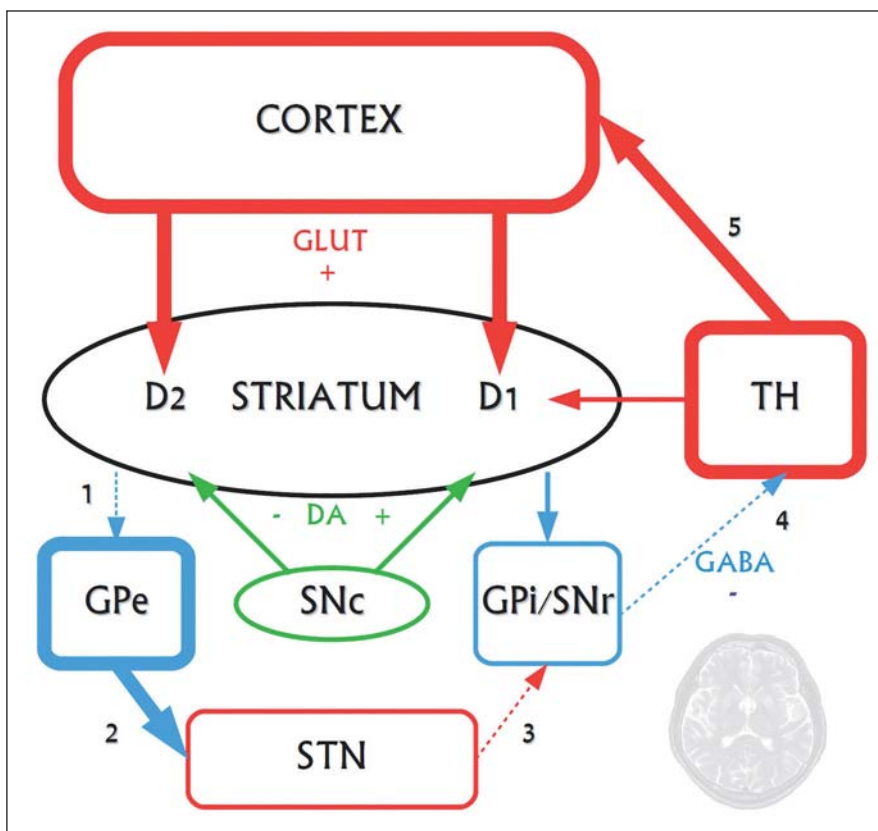 CORTEX
GLUT
+
5
D2 STRIATUM D1
TH
1
- DA +
4
GABA
-
GPe
SNc
GPi/SNr
2
3
STN